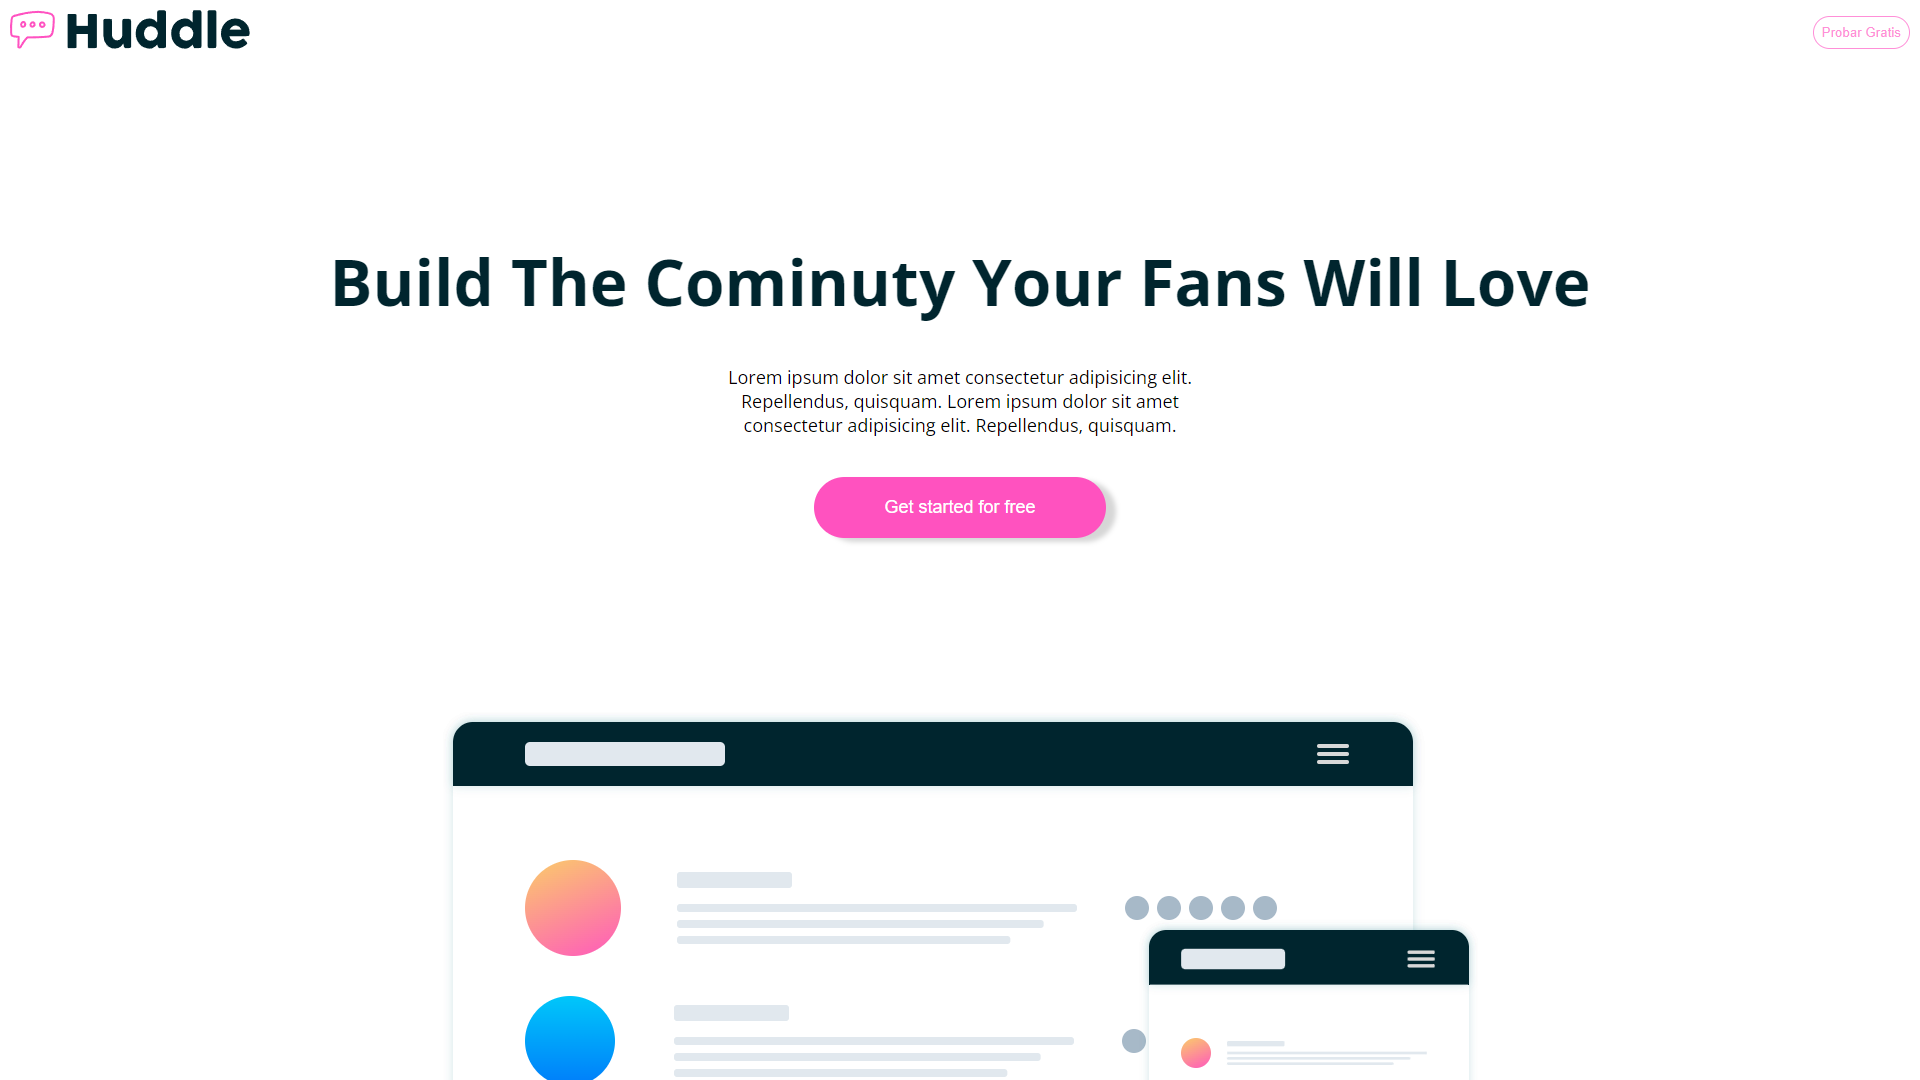 Huddle
Probar Gratis
Build The Cominuty Your Fans Will Love
Lorem ipsum dolor sit amet consectetur adipisicing elit.
Repellendus, quisquam. Lorem ipsum dolor sit amet
consectetur adipisicing elit. Repellendus, quisquam.
Get started for free